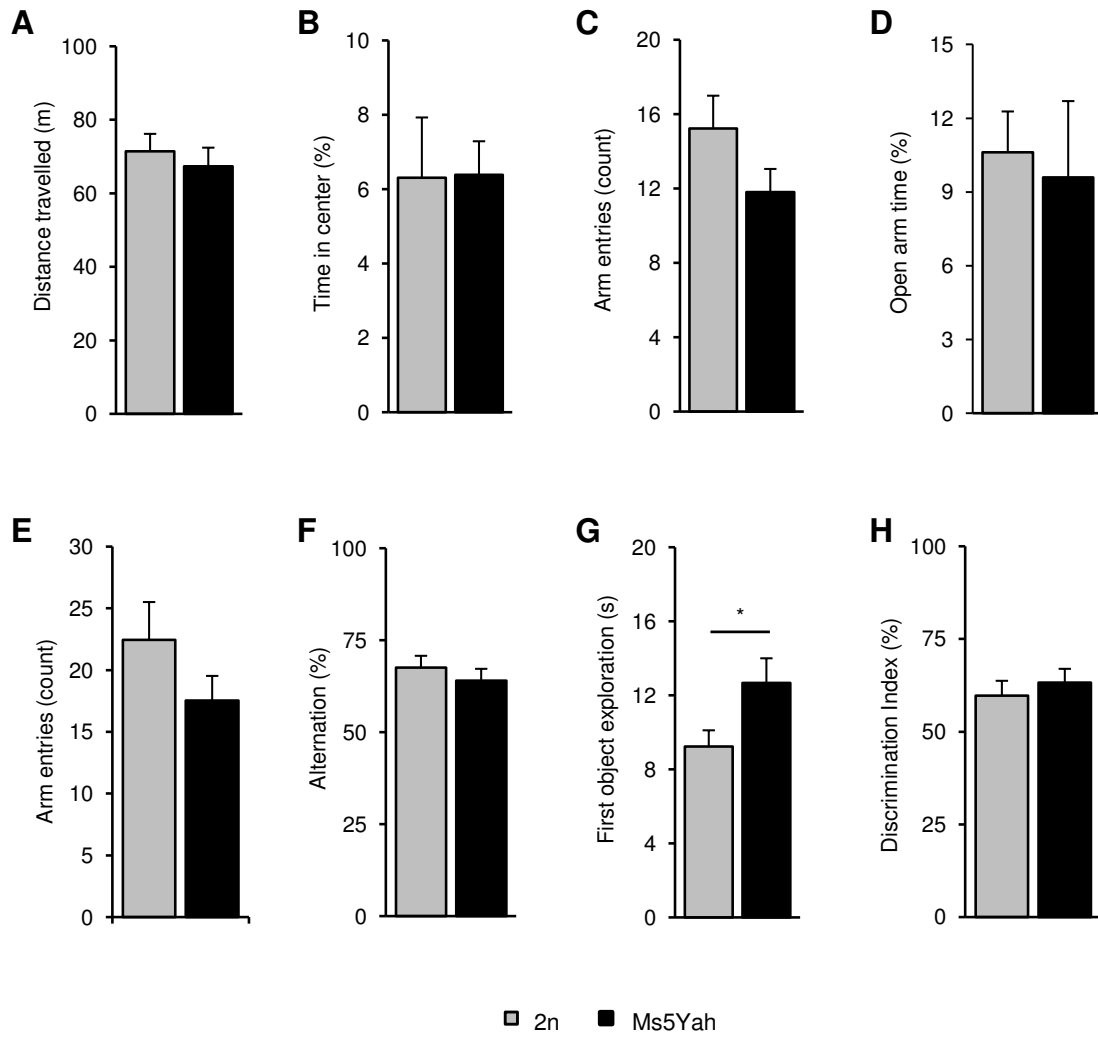 A
Distance travelled (m)
100
80
60
40
20
0
B
Time in center (%)
10
8
6
4
2
0
C
Arm entries (count)
20
16
12
8
4
0
D
Open arm time (%)
15
12
9
6
3
0
E
Arm entries (count)
30
25
20
15
10
5
0
F
Alternation (%)
100
75
50
25
0
G
First object exploration (s)
20
16
12
8
4
0
*
H
Discrimination Index (%)
100
75
50
25
0
2n
Ms5Yah